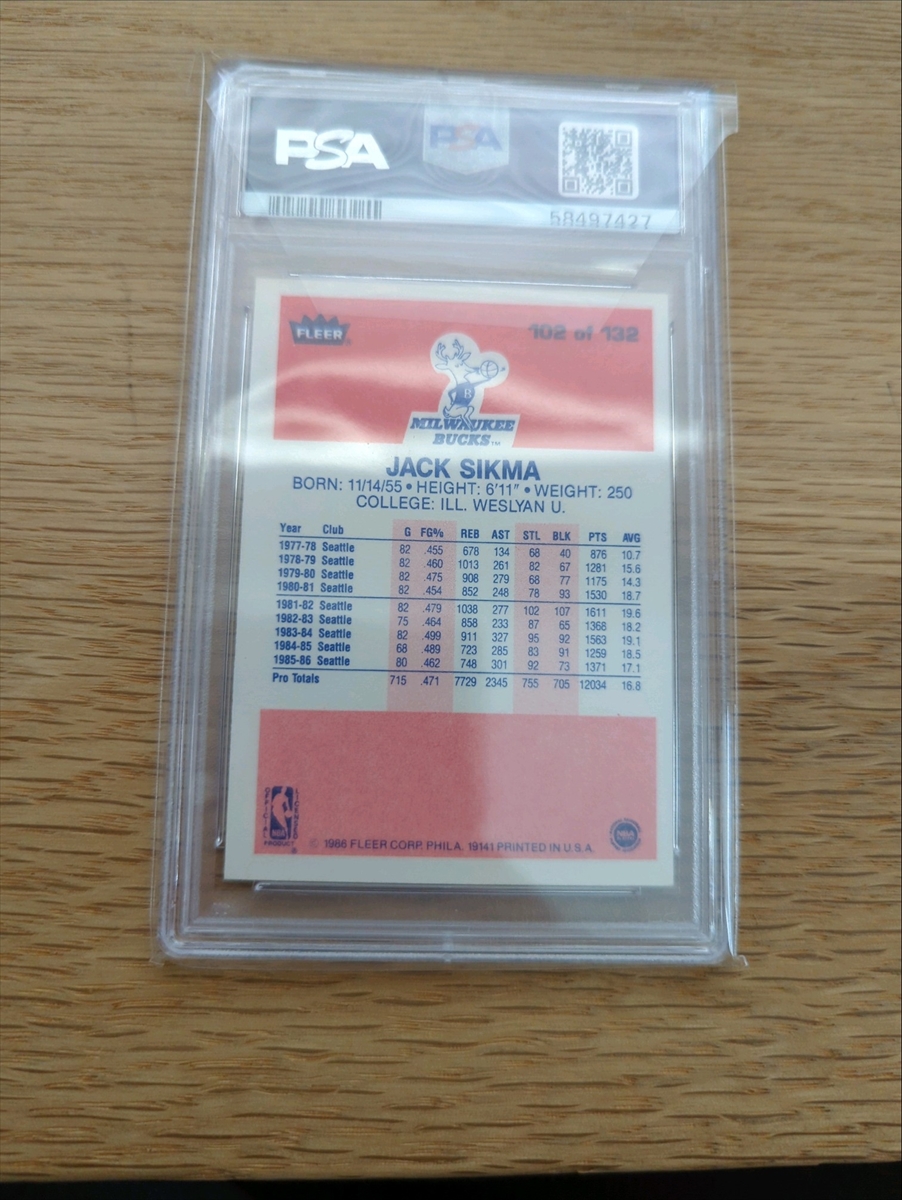 PSA
PSA
58497427
FLEER
102 of 132
MILWAUKEE
BUCKS™
JACK SIKMA
BORN: 11/14/55 • HEIGHT: 6'11" • WEIGHT: 250
COLLEGE: ILL. WESLYAN U.
Year Club G FG% REB AST STL BLK PTS AVG
1977-78 Seattle 82 .455 678 134 68 40 876 10.7
1978-79 Seattle 82 .460 1013 261 82 67 1281 15.6
1979-80 Seattle 82 .475 908 279 68 77 1175 14.3
1980-81 Seattle 82 .454 852 248 78 93 1530 18.7
1981-82 Seattle 82 .479 1038 277 102 107 1611 19.6
1982-83 Seattle 75 .464 858 233 87 65 1368 18.2
1983-84 Seattle 82 .499 911 327 95 92 1563 19.1
1984-85 Seattle 68 .489 723 285 83 91 1259 18.5
1985-86 Seattle 80 .462 748 301 92 73 1371 17.1
Pro Totals 715 .471 7729 2345 755 705 12034 16.8
OFFICIAL
LICENSED
PRODUCT
© 1986 FLEER CORP. PHILA. 19141 PRINTED IN U.S.A.